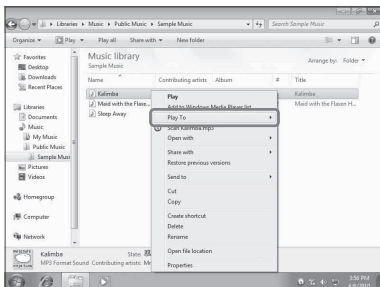 Libraries ▸ Music ▸ Public Music ▸ Sample Music
Search Sample Music
Organize ▾ Play ▾ Play all Share with ▾ New folder
Music library
Sample Music
Arrange by: Folder ▾
Name Contributing artists Album # Title
Favorites
Desktop
Downloads
Recent Places
Libraries
Documents
Music
My Music
Public Music
Sample Musi
Pictures
Videos
Homegroup
Computer
Network
Kalimba
Maid with the Flaxe...
Sleep Away
Kalimba
Maid with the Flaxen H...
Play
Add to Windows Media Player list
Play To
Scan Kalimba.mp3
Open with
Share with
Restore previous versions
Send to
Cut
Copy
Create shortcut
Delete
Rename
Open file location
Properties
Kalimba State:
MP3 Format Sound Contributing artists: Mr
3:56 PM